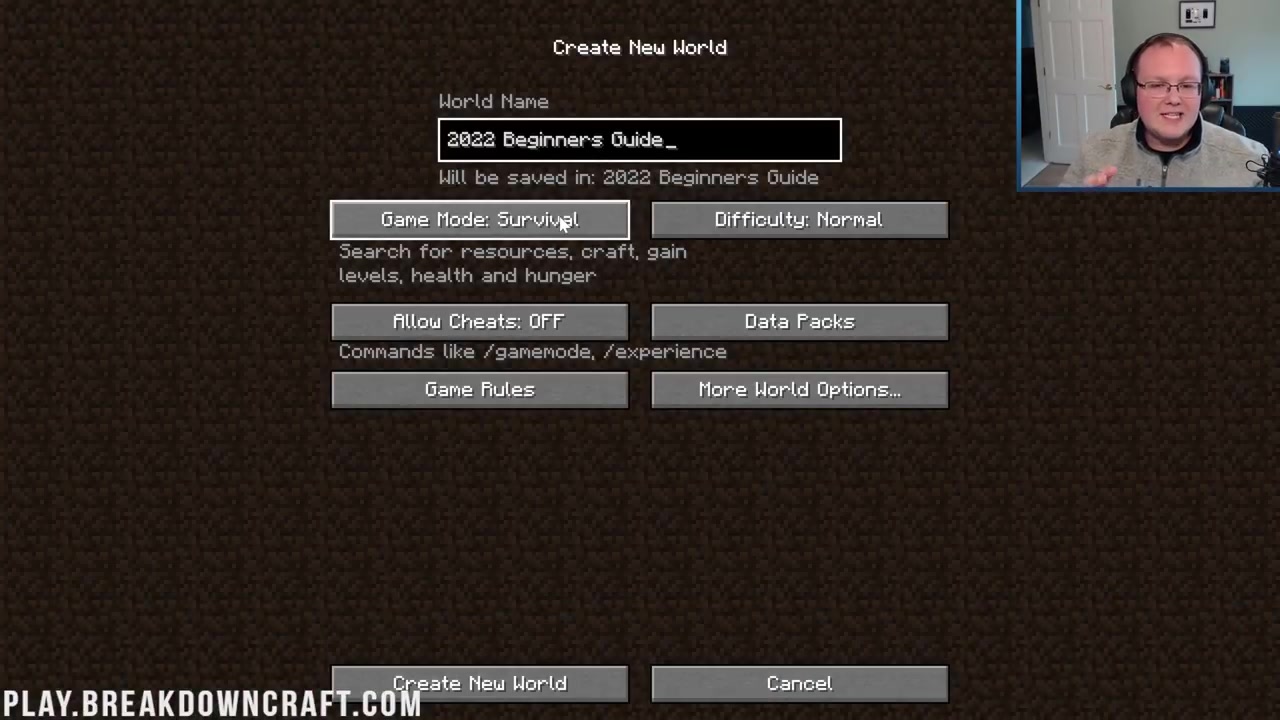 Create New World
World Name
2022 Beginners Guide_
Will be saved in: 2022 Beginners Guide
Game Mode: Survival
Difficulty: Normal
Search for resources, craft, gain
levels, health and hunger
Allow Cheats: OFF
Data Packs
Commands like /gamemode, /experience
Game Rules
More World Options...
Create New World
Cancel
PLAY.BREAKDOWNCRAFT.COM